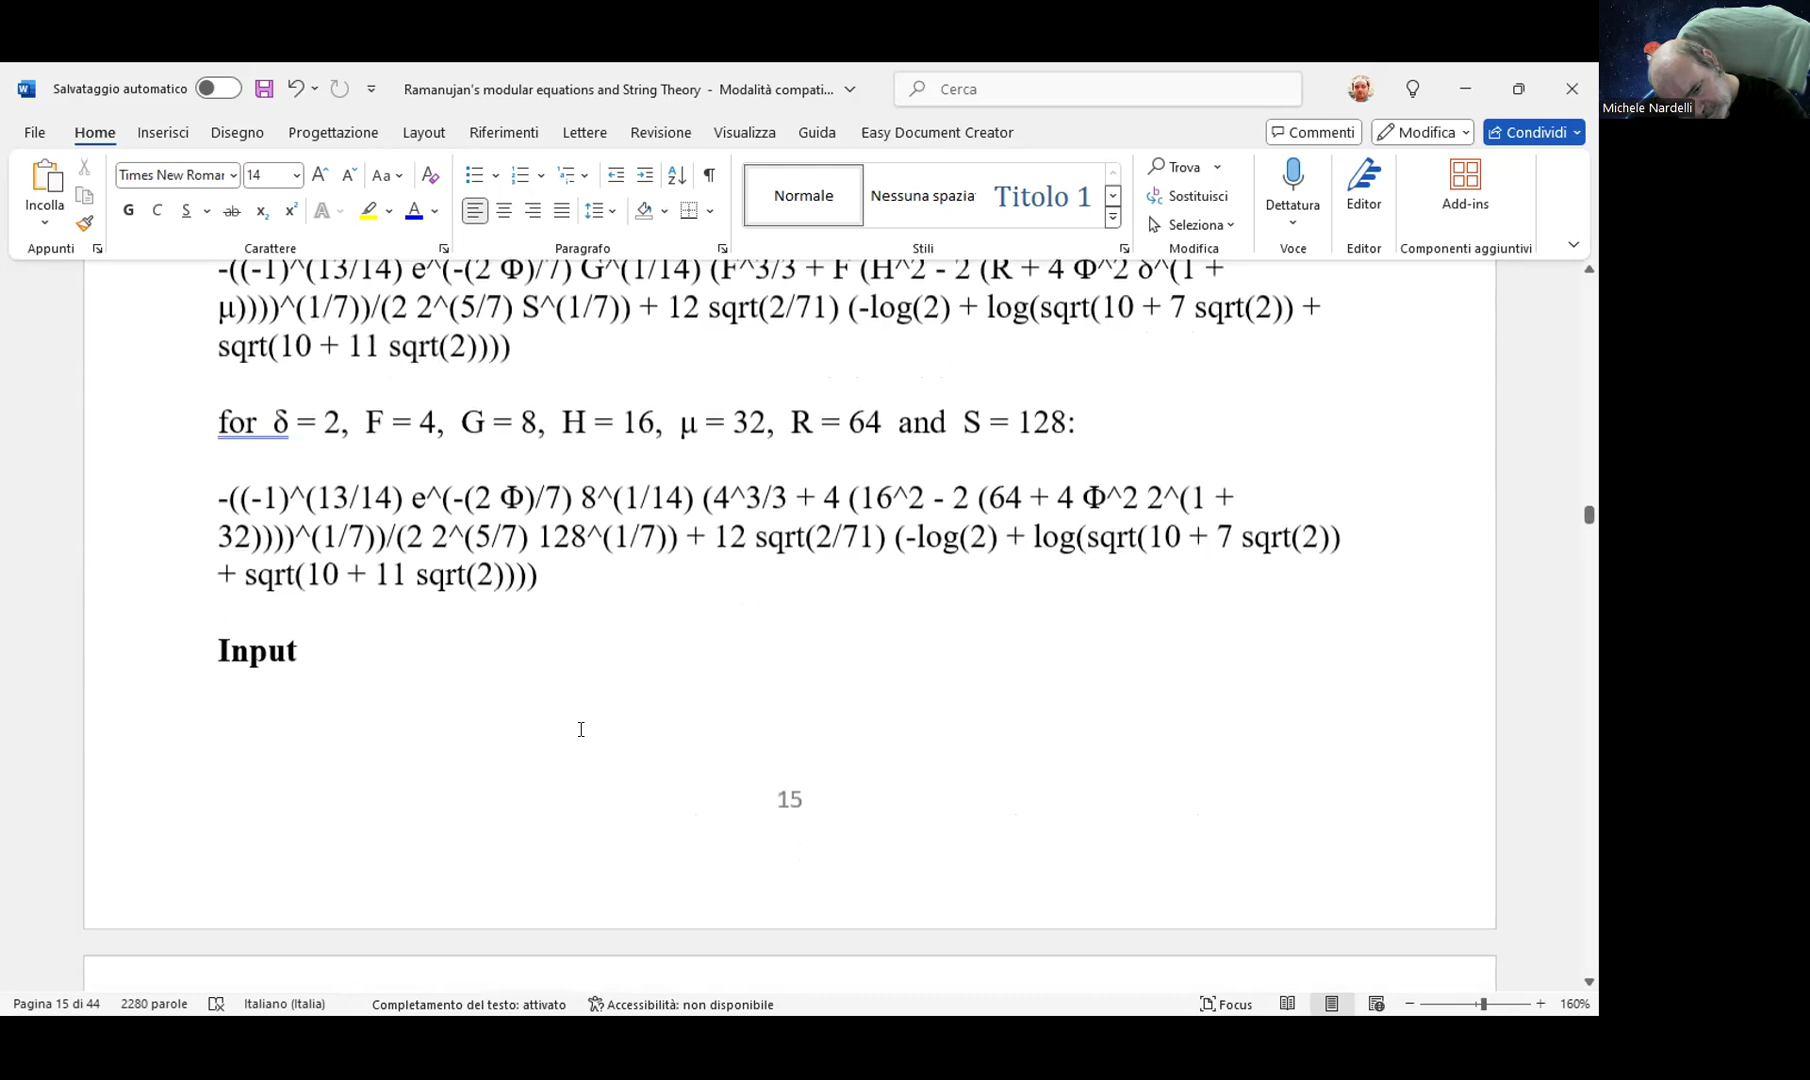 Salvataggio automatico
Ramanujan's modular equations and String Theory - Modalità compati...
Cerca
Michele Nardelli
File Home Inserisci Disegno Progettazione Layout Riferimenti Lettere Revisione Visualizza Guida Easy Document Creator
Commenti Modifica Condividi
Incolla
Appunti
Times New Roman 14
Carattere
Paragrafo
Normale
Nessuna spazia
Titolo 1
Stili
Trova
Sostituisci
Seleziona
Modifica
Dettatura
Voce
Editor
Editor
Add-ins
Componenti aggiuntivi
-((-1)^(13/14) e^(-(2 Φ)/7) G^(1/14) (F^3/3 + F (H^2 - 2 (R + 4 Φ^2 δ^(1 +
μ))))^(1/7))/(2 2^(5/7) S^(1/7)) + 12 sqrt(2/71) (-log(2) + log(sqrt(10 + 7 sqrt(2)) +
sqrt(10 + 11 sqrt(2))))
for δ = 2, F = 4, G = 8, H = 16, μ = 32, R = 64 and S = 128:
-((-1)^(13/14) e^(-(2 Φ)/7) 8^(1/14) (4^3/3 + 4 (16^2 - 2 (64 + 4 Φ^2 2^(1 +
32))))^(1/7))/(2 2^(5/7) 128^(1/7)) + 12 sqrt(2/71) (-log(2) + log(sqrt(10 + 7 sqrt(2))
+ sqrt(10 + 11 sqrt(2))))
Input
15
Pagina 15 di 44 2280 parole Italiano (Italia) Completamento del testo: attivato Accessibilità: non disponibile Focus 160%